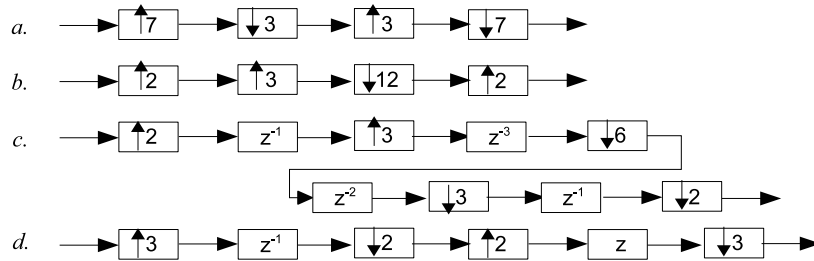 a. ↑7 ↓3 ↑3 ↓7
b. ↑2 ↑3 ↓12 ↑2
c. ↑2 z⁻¹ ↑3 z⁻³ ↓6
z⁻² ↓3 z⁻¹ ↓2
d. ↑3 z⁻¹ ↓2 ↑2 z ↓3